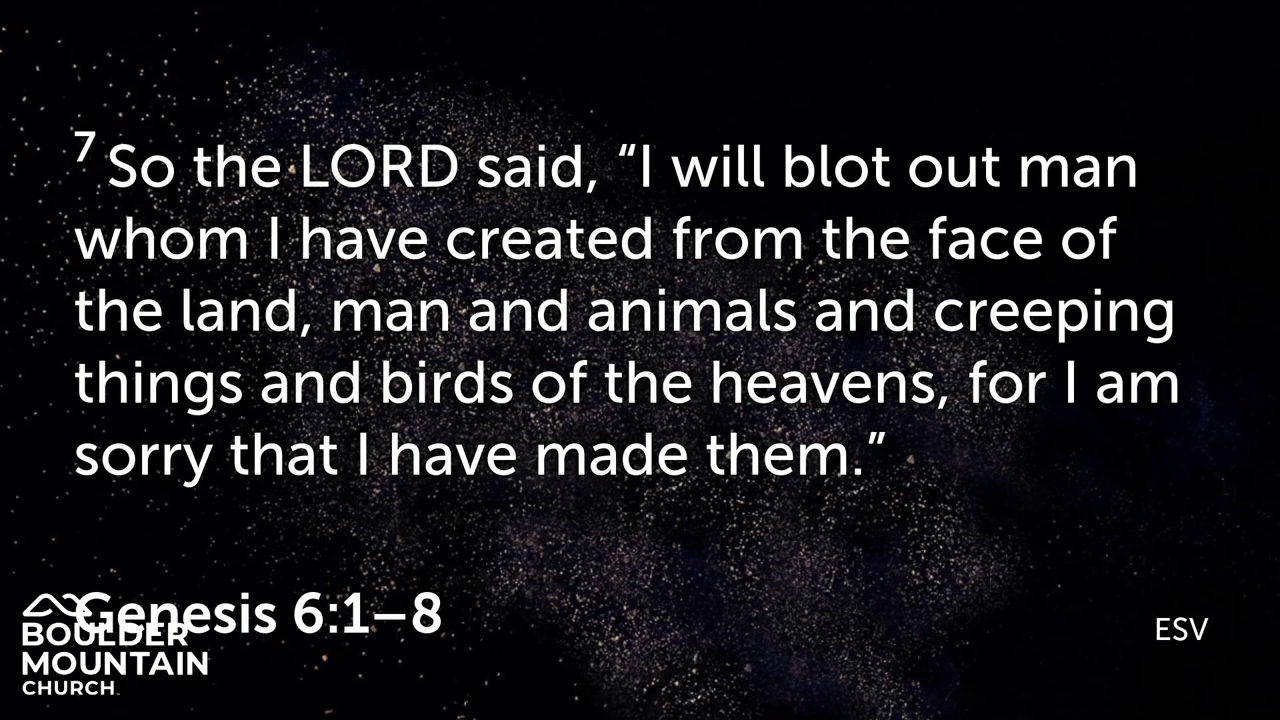 7 So the LORD said, “I will blot out man
whom I have created from the face of
the land, man and animals and creeping
things and birds of the heavens, for I am
sorry that I have made them.”
Genesis 6:1–8
ESV
BOULDER
MOUNTAIN
CHURCH